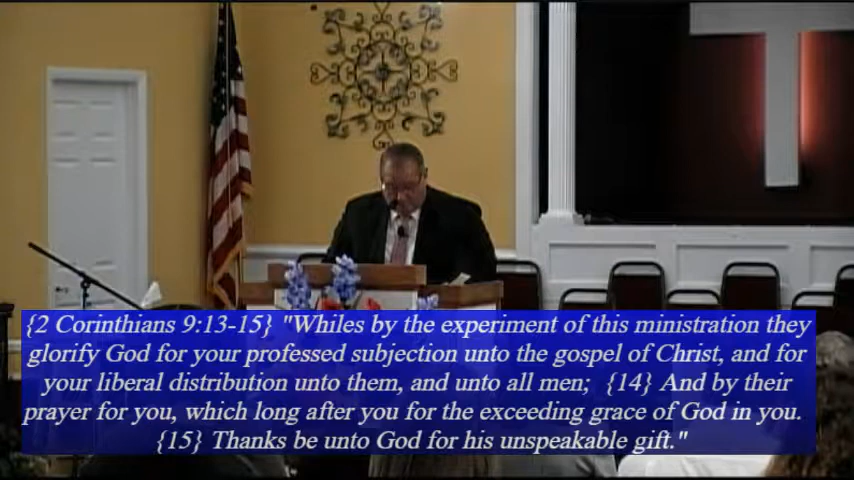 {2 Corinthians 9:13-15} "Whiles by the experiment of this ministration they
glorify God for your professed subjection unto the gospel of Christ, and for
your liberal distribution unto them, and unto all men; {14} And by their
prayer for you, which long after you for the exceeding grace of God in you.
{15} Thanks be unto God for his unspeakable gift."